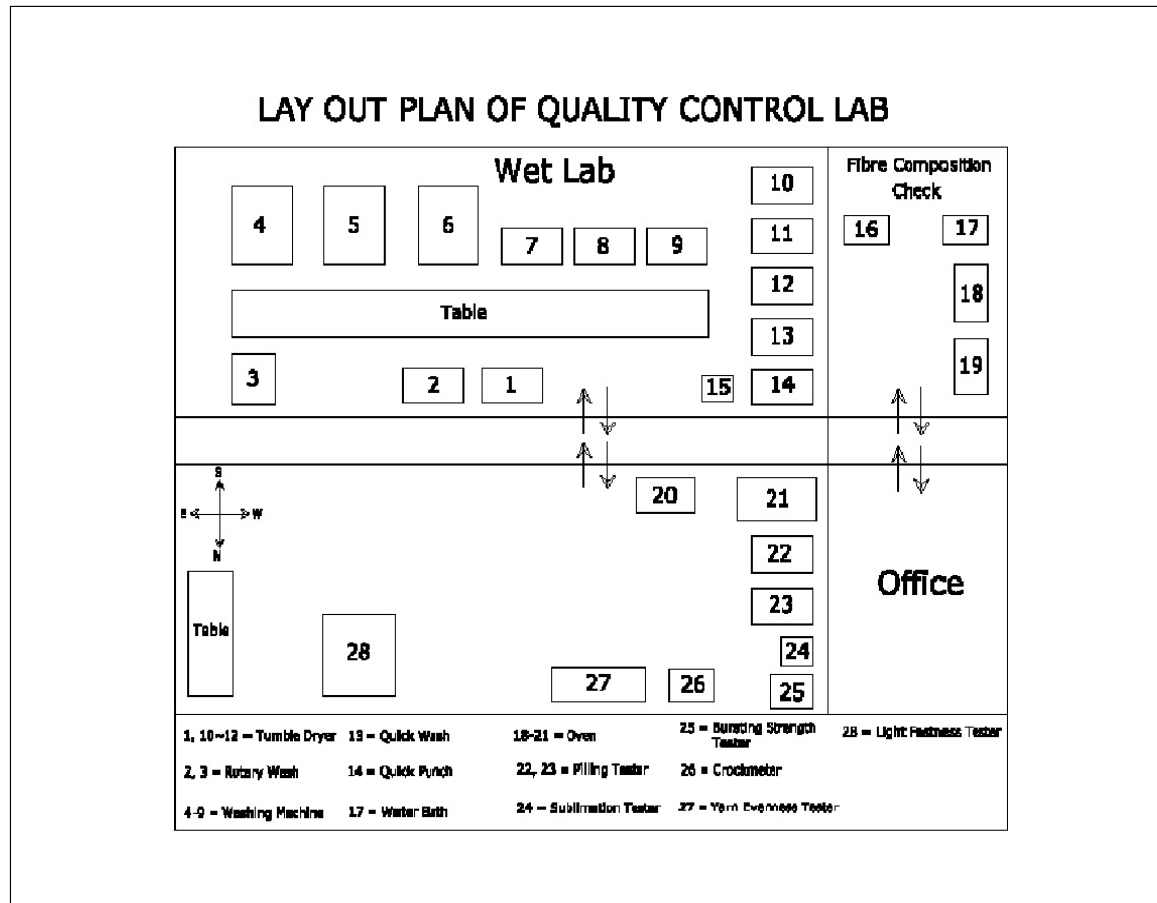 LAY OUT PLAN OF QUALITY CONTROL LAB
Wet Lab
Fibre Composition
Check
4
5
6
7
8
9
10
11
12
13
14
15
16
17
18
19
Table
3
2
1
S
E
W
N
20
21
22
23
24
25
26
27
28
Table
Office
1, 10~12 = Tumble Dryer
2, 3 = Rotary Wash
4-9 = Washing Machine
13 = Quick Wash
14 = Quick Punch
17 = Water Bath
18-21 = Oven
22, 23 = Pilling Tester
24 = Sublimation Tester
25 = Bursting Strength
Tester
26 = Crockmeter
27 = Yarn Evenness Tester
28 = Light Fastness Tester